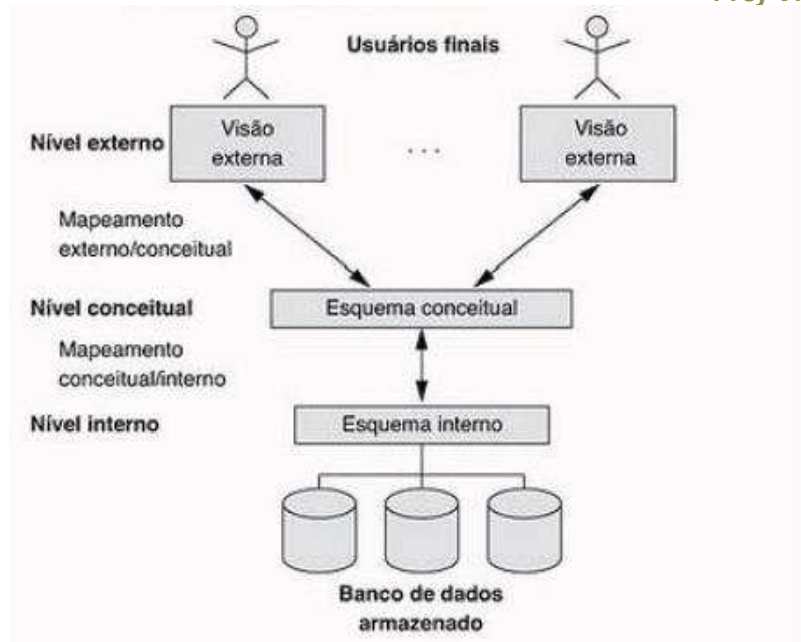 Usuários finais
Nível externo
Visão
externa
. . .
Visão
externa
Mapeamento
externo/conceitual
Nível conceitual
Esquema conceitual
Mapeamento
conceitual/interno
Nível interno
Esquema interno
Banco de dados
armazenado